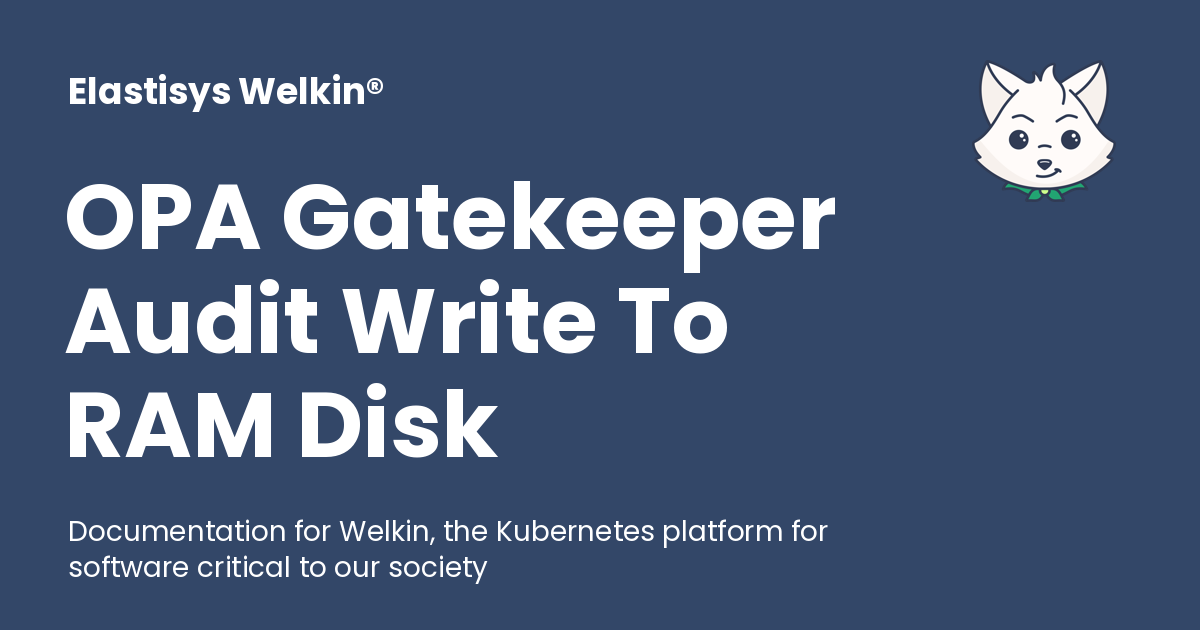 Elastisys Welkin®
OPA Gatekeeper
Audit Write To
RAM Disk
Documentation for Welkin, the Kubernetes platform for
software critical to our society